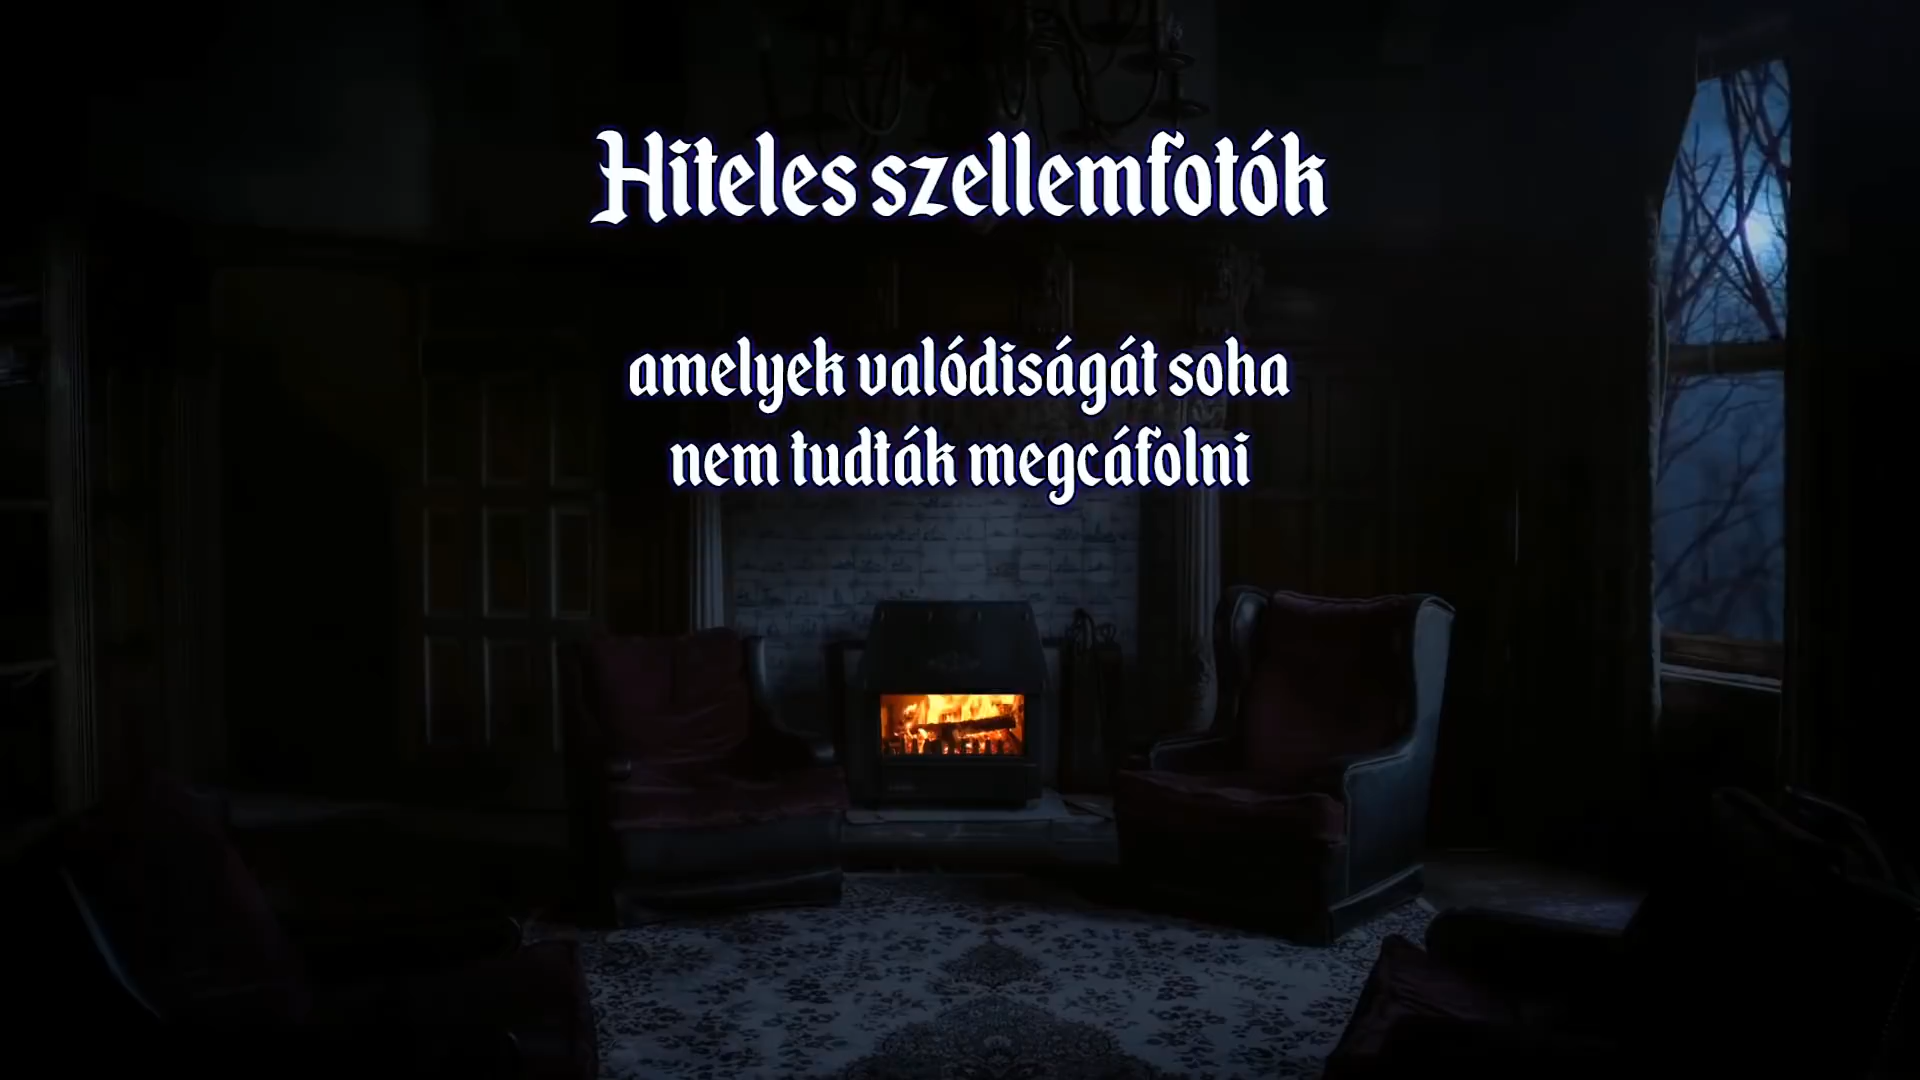 Hiteles szellemfotók
amelyek valódiságát soha
nem tudták megcáfolni